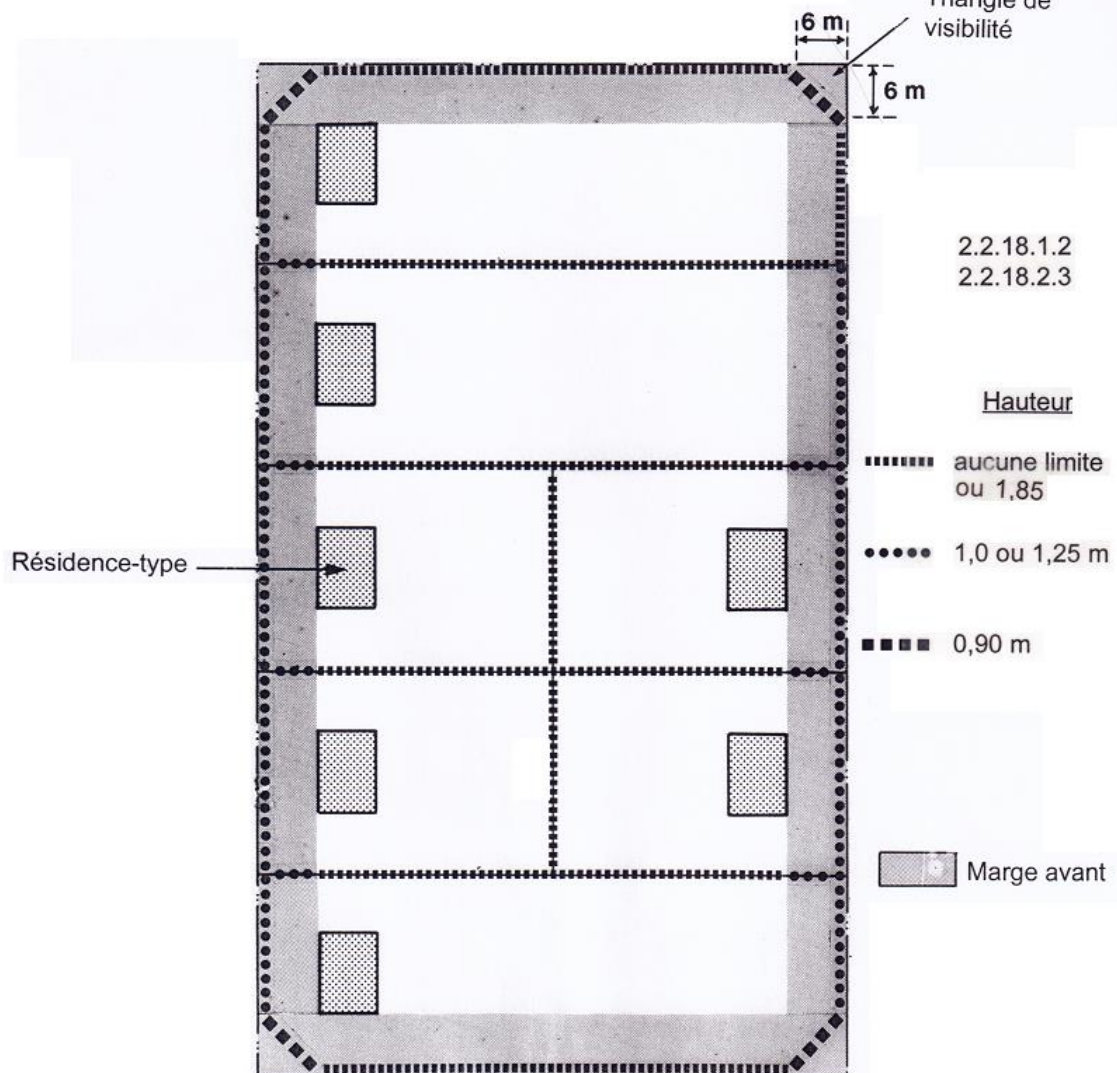 Triangle de
visibilité
6 m
6 m
2.2.18.1.2
2.2.18.2.3
Hauteur
aucune limite
ou 1,85
1,0 ou 1,25 m
Résidence-type
0,90 m
Marge avant